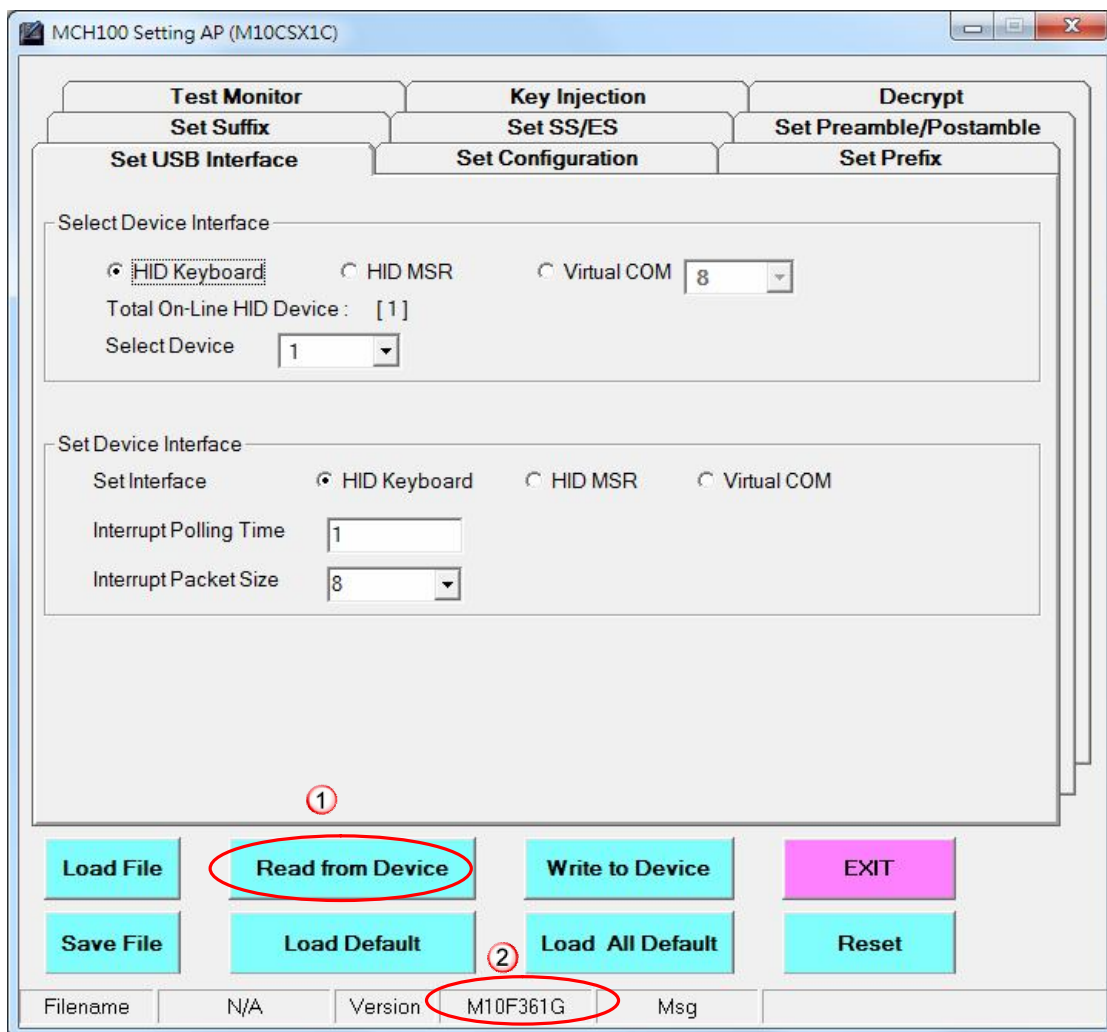 MCH100 Setting AP (M10CSX1C)
Test Monitor Key Injection Decrypt
Set Suffix Set SS/ES Set Preamble/Postamble
Set USB Interface Set Configuration Set Prefix
Select Device Interface
HID Keyboard HID MSR Virtual COM 8
Total On-Line HID Device : [ 1 ]
Select Device 1
Set Device Interface
Set Interface HID Keyboard HID MSR Virtual COM
Interrupt Polling Time 1
Interrupt Packet Size 8
1
Load File Read from Device Write to Device EXIT
Save File Load Default Load All Default Reset
2
Filename N/A Version M10F361G Msg